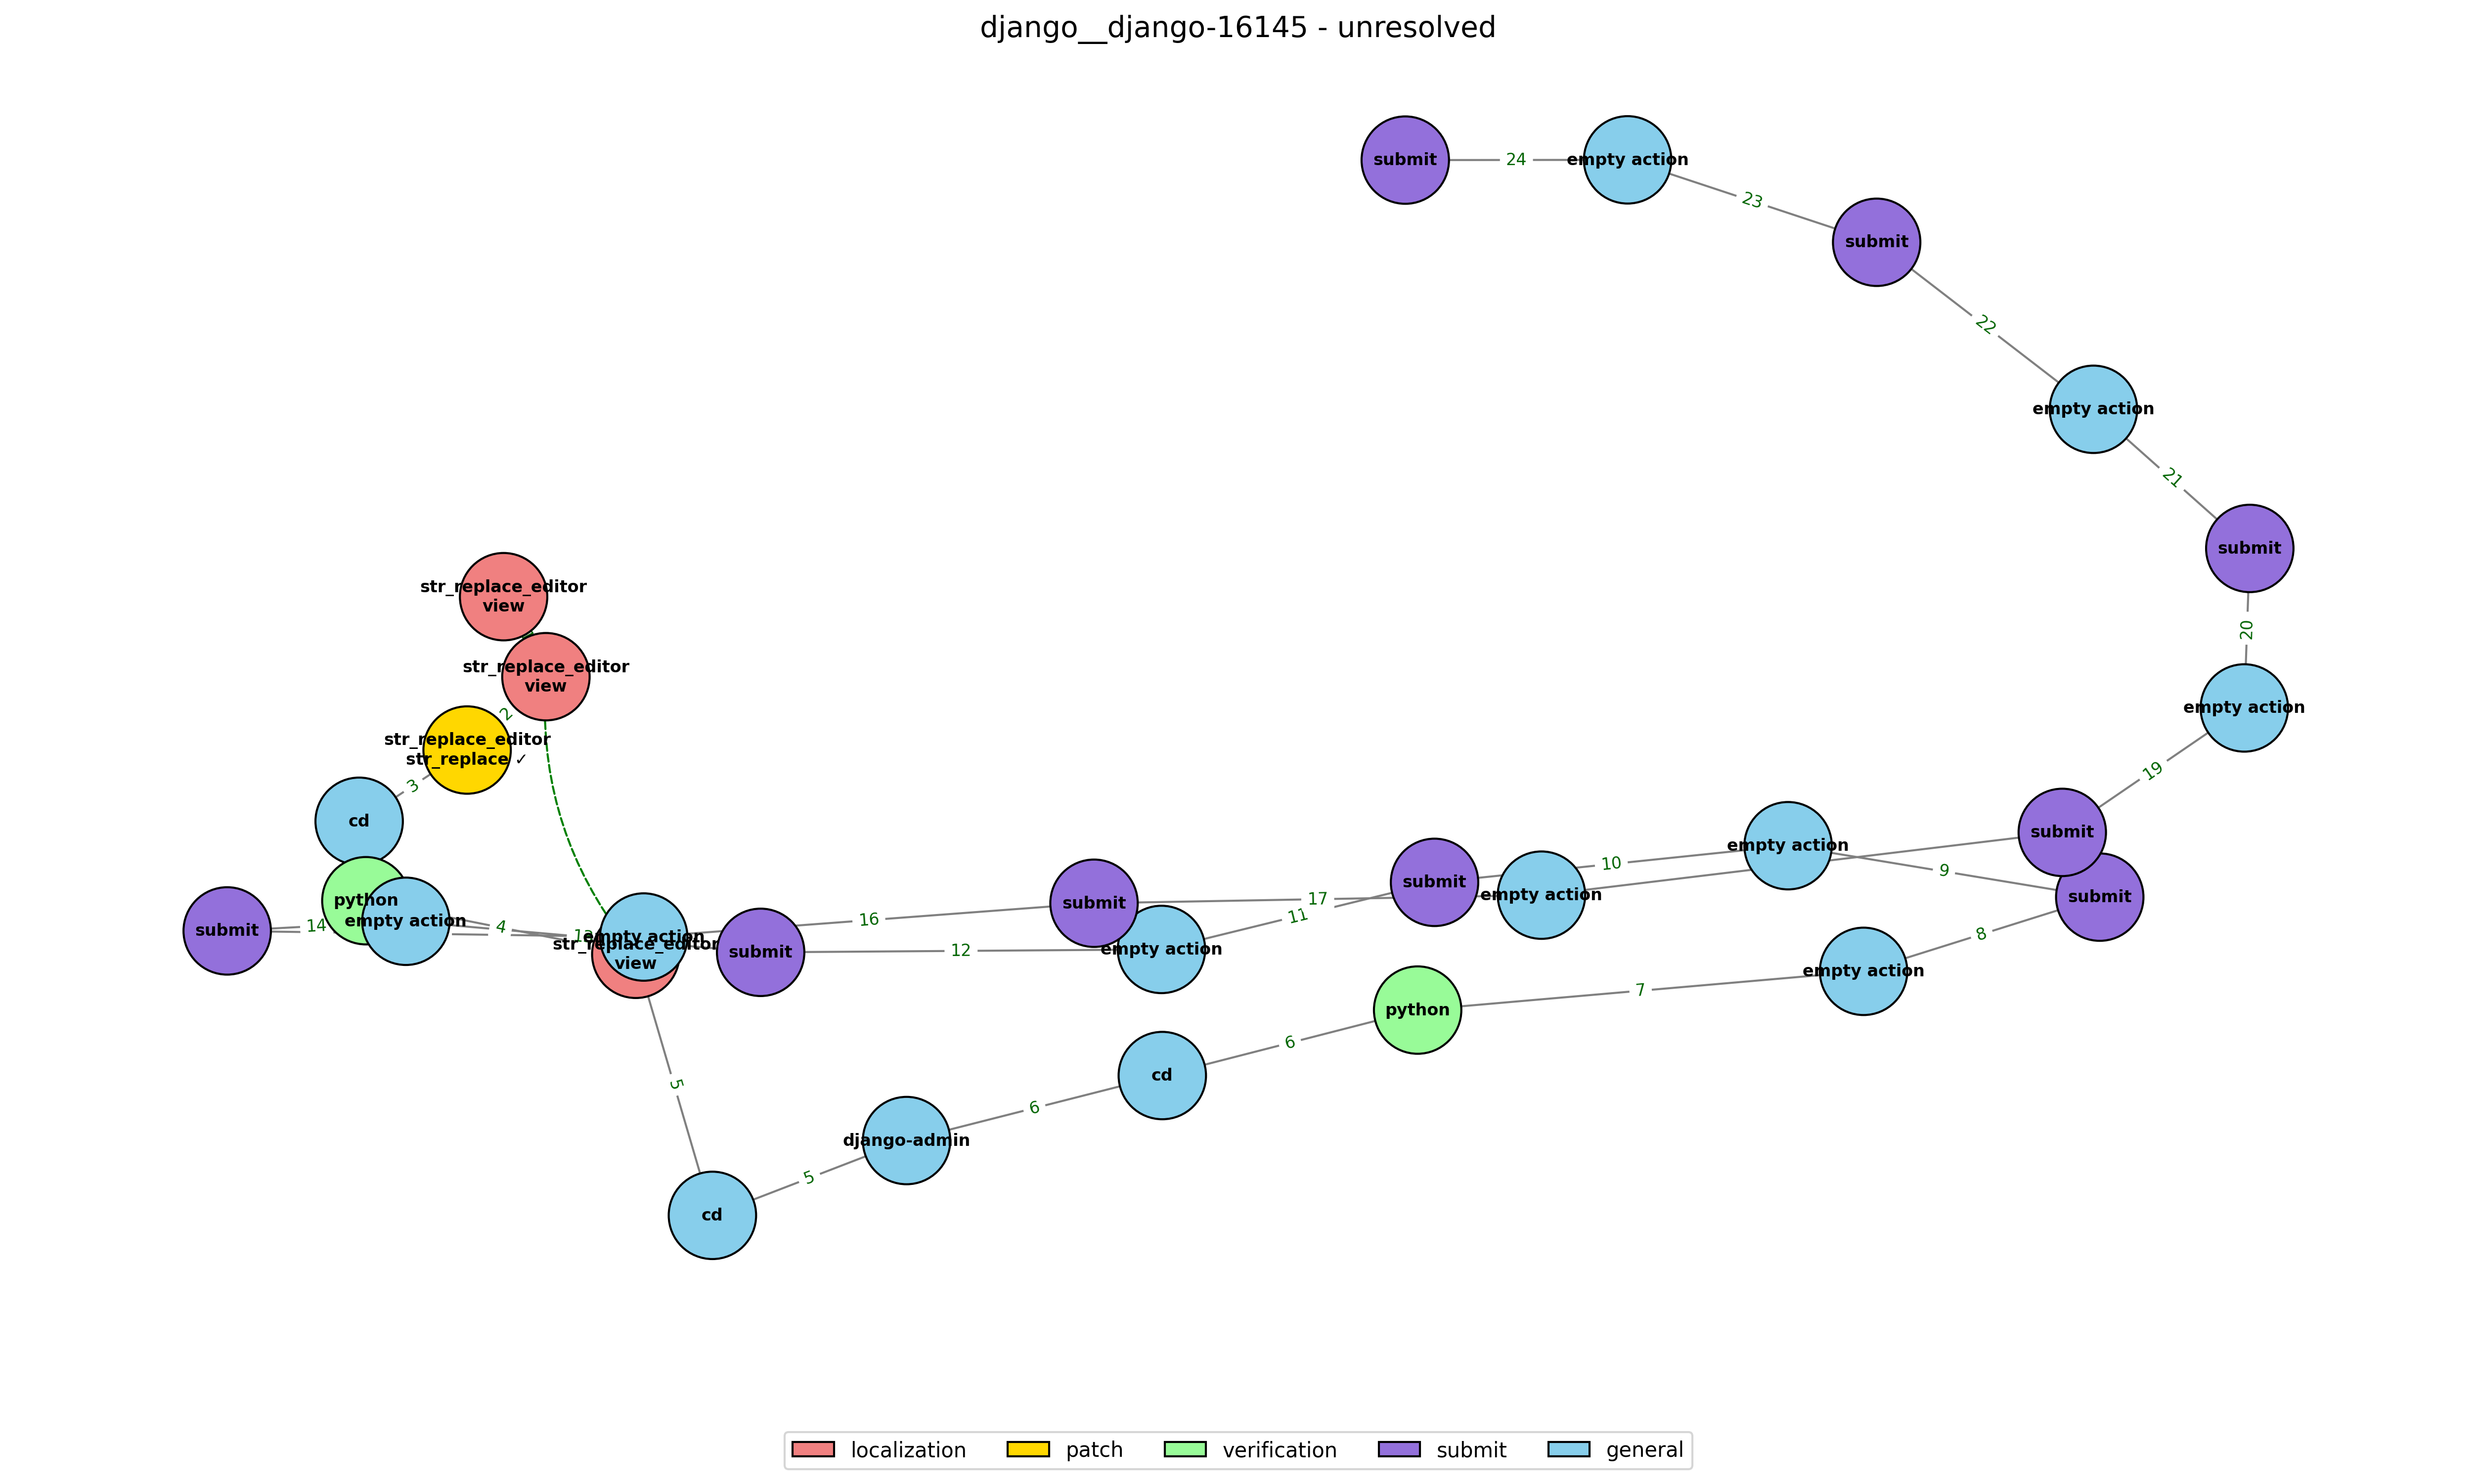 django__django-16145 - unresolved
submit
24
empty action
23
submit
22
empty action
21
submit
20
empty action
19
submit
str_replace_editor
view
str_replace_editor
view
2
str_replace_editor
str_replace ✓
3
cd
python
empty action
submit
14
4
empty action
str_replace_editor
view
submit
16
submit
12
empty action
11
17
submit
empty action
10
empty action
9
submit
8
empty action
7
python
6
cd
6
django-admin
5
cd
5
localization
patch
verification
submit
general